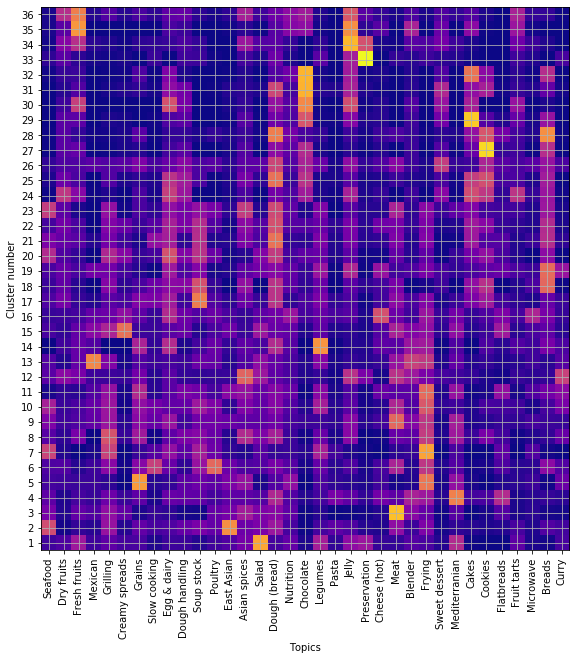 Cluster number
36
35
34
33
32
31
30
29
28
27
26
25
24
23
22
21
20
19
18
17
16
15
14
13
12
11
10
9
8
7
6
5
4
3
2
1
Seafood
Dry fruits
Fresh fruits
Mexican
Grilling
Creamy spreads
Grains
Slow cooking
Egg & dairy
Dough handling
Soup stock
Poultry
East Asian
Asian spices
Salad
Dough (bread)
Nutrition
Chocolate
Legumes
Pasta
Jelly
Preservation
Cheese (hot)
Meat
Blender
Frying
Sweet dessert
Mediterranean
Cakes
Cookies
Flatbreads
Fruit tarts
Microwave
Breads
Curry
Topics